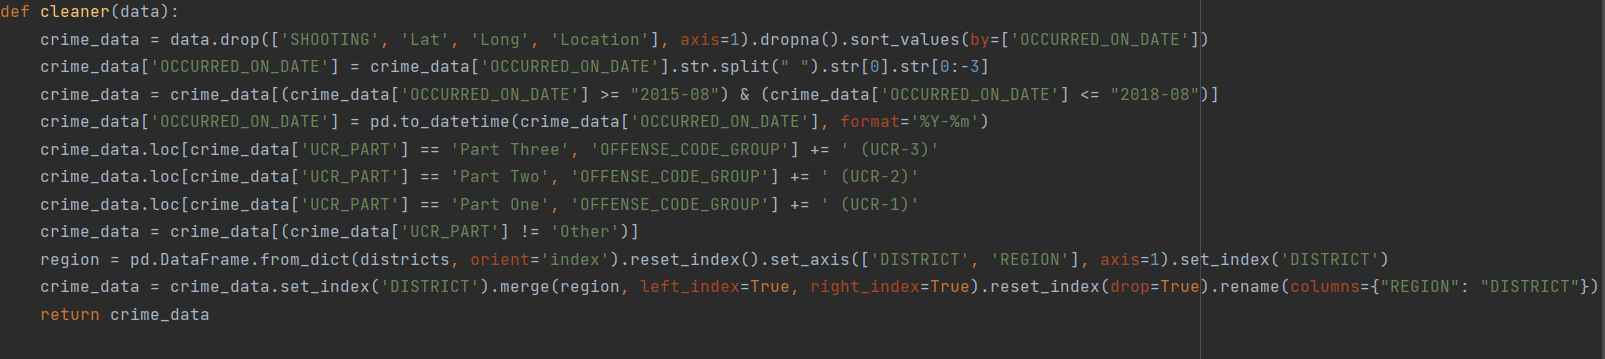 def cleaner(data):
    crime_data = data.drop(['SHOOTING', 'Lat', 'Long', 'Location'], axis=1).dropna().sort_values(by=['OCCURRED_ON_DATE'])
    crime_data['OCCURRED_ON_DATE'] = crime_data['OCCURRED_ON_DATE'].str.split(" ").str[0].str[0:-3]
    crime_data = crime_data[(crime_data['OCCURRED_ON_DATE'] >= "2015-08") & (crime_data['OCCURRED_ON_DATE'] <= "2018-08")]
    crime_data['OCCURRED_ON_DATE'] = pd.to_datetime(crime_data['OCCURRED_ON_DATE'], format='%Y-%m')
    crime_data.loc[crime_data['UCR_PART'] == 'Part Three', 'OFFENSE_CODE_GROUP'] += ' (UCR-3)'
    crime_data.loc[crime_data['UCR_PART'] == 'Part Two', 'OFFENSE_CODE_GROUP'] += ' (UCR-2)'
    crime_data.loc[crime_data['UCR_PART'] == 'Part One', 'OFFENSE_CODE_GROUP'] += ' (UCR-1)'
    crime_data = crime_data[(crime_data['UCR_PART'] != 'Other')]
    region = pd.DataFrame.from_dict(districts, orient='index').reset_index().set_axis(['DISTRICT', 'REGION'], axis=1).set_index('DISTRICT')
    crime_data = crime_data.set_index('DISTRICT').merge(region, left_index=True, right_index=True).reset_index(drop=True).rename(columns={"REGION": "DISTRICT"})
    return crime_data